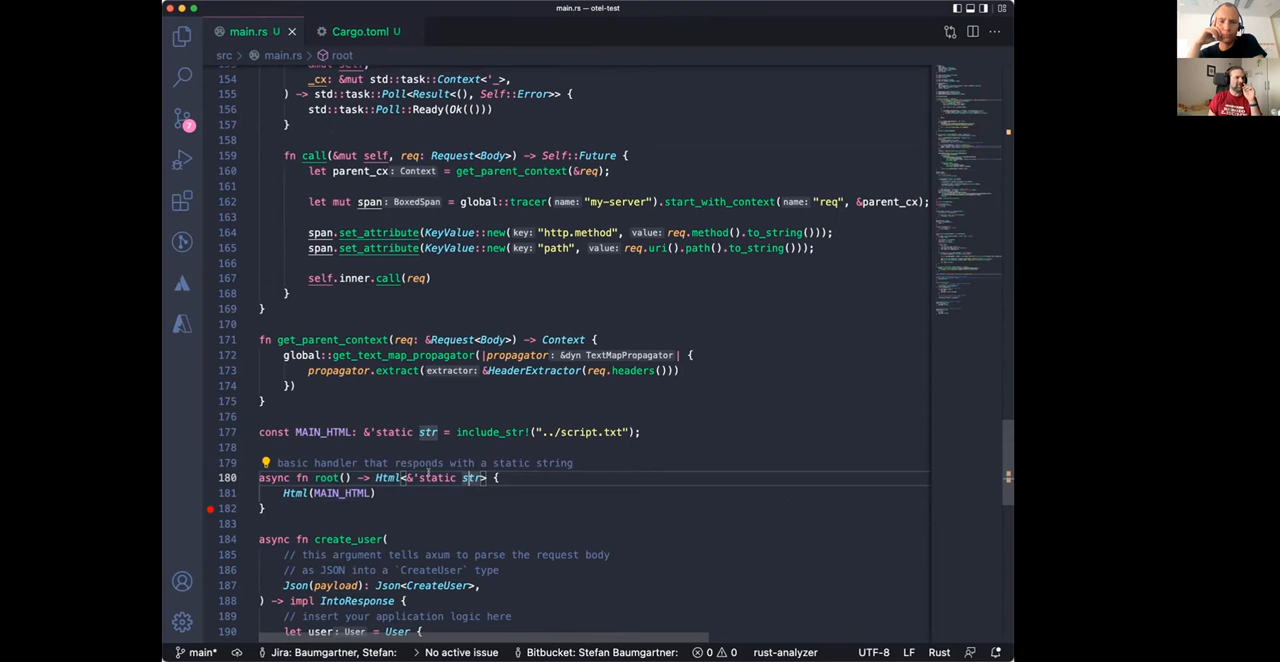 main.rs — otel-test
main.rs U
Cargo.toml U
src > main.rs > root
154 _cx: &mut std::task::Context<'_>,
155 ) -> std::task::Poll<Result<(), Self::Error>> {
156 std::task::Poll::Ready(Ok(()))
157 }
158
159 fn call(&mut self, req: Request<Body>) -> Self::Future {
160 let parent_cx: Context = get_parent_context(&req);
161
162 let mut span: BoxedSpan = global::tracer(name: "my-server").start_with_context(name: "req", &parent_cx);
163
164 span.set_attribute(KeyValue::new(key: "http.method", value: req.method().to_string()));
165 span.set_attribute(KeyValue::new(key: "path", value: req.uri().path().to_string()));
166
167 self.inner.call(req)
168 }
169 }
170
171 fn get_parent_context(req: &Request<Body>) -> Context {
172 global::get_text_map_propagator(|propagator: &dyn TextMapPropagator| {
173 propagator.extract(extractor: &HeaderExtractor(req.headers()))
174 })
175 }
176
177 const MAIN_HTML: &'static str = include_str!("../script.txt");
178
179 basic handler that responds with a static string
180 async fn root() -> Html<&'static str> {
181 Html(MAIN_HTML)
182 }
183
184 async fn create_user(
185 // this argument tells axum to parse the request body
186 // as JSON into a `CreateUser` type
187 Json(payload): Json<CreateUser>,
188 ) -> impl IntoResponse {
189 // insert your application logic here
190 let user: User = User {
7
main* Jira: Baumgartner, Stefan: > No active issue Bitbucket: Stefan Baumgartner: 0 0 rust-analyzer UTF-8 LF Rust